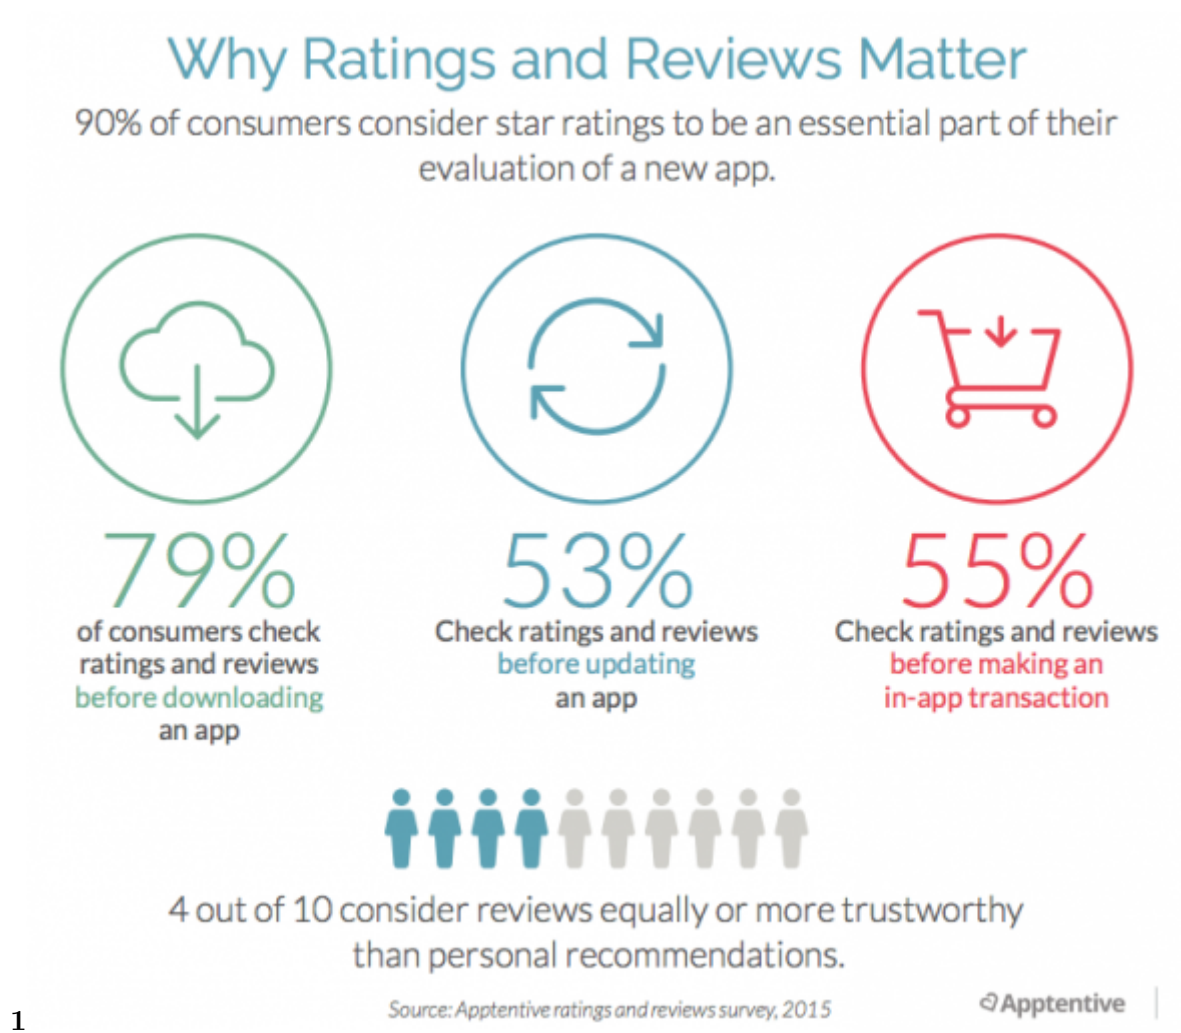 Why Ratings and Reviews Matter
90% of consumers consider star ratings to be an essential part of their
evaluation of a new app.
79%
of consumers check
ratings and reviews
before downloading
an app
53%
Check ratings and reviews
before updating
an app
55%
Check ratings and reviews
before making an
in-app transaction
4 out of 10 consider reviews equally or more trustworthy
than personal recommendations.
Source: Apptentive ratings and reviews survey, 2015
Apptentive
1